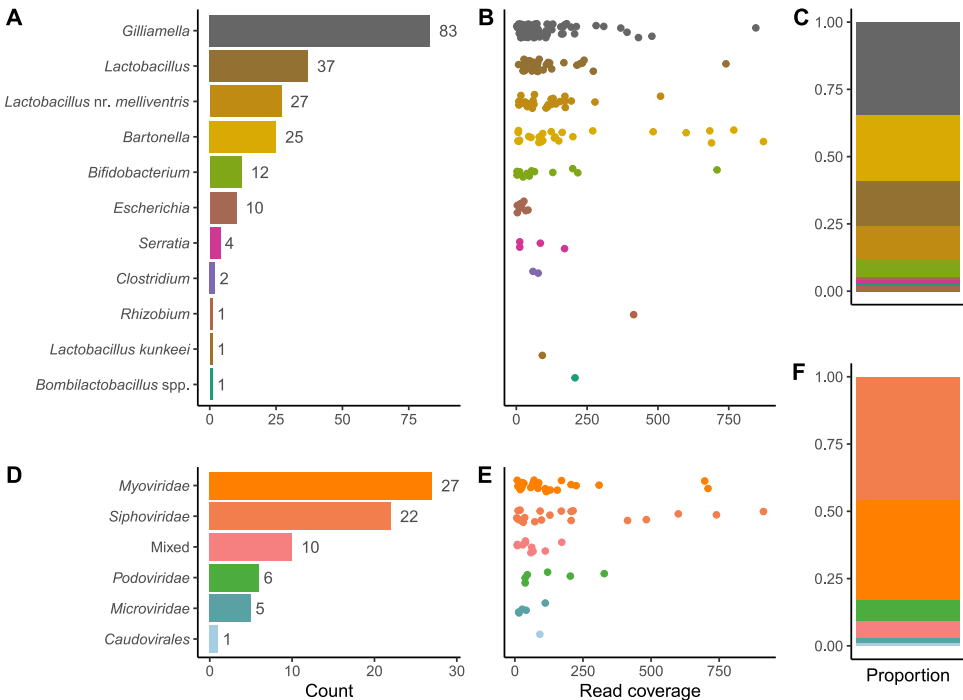 A
Gilliamella 83
Lactobacillus 37
Lactobacillus nr. melliventris 27
Bartonella 25
Bifidobacterium 12
Escherichia 10
Serratia 4
Clostridium 2
Rhizobium 1
Lactobacillus kunkeei 1
Bombilactobacillus spp. 1
0 25 50 75
B
0 250 500 750
C
1.00
0.75
0.50
0.25
0.00
D
Myoviridae 27
Siphoviridae 22
Mixed 10
Podoviridae 6
Microviridae 5
Caudovirales 1
0 10 20 30
Count
E
0 250 500 750
Read coverage
F
1.00
0.75
0.50
0.25
0.00
Proportion